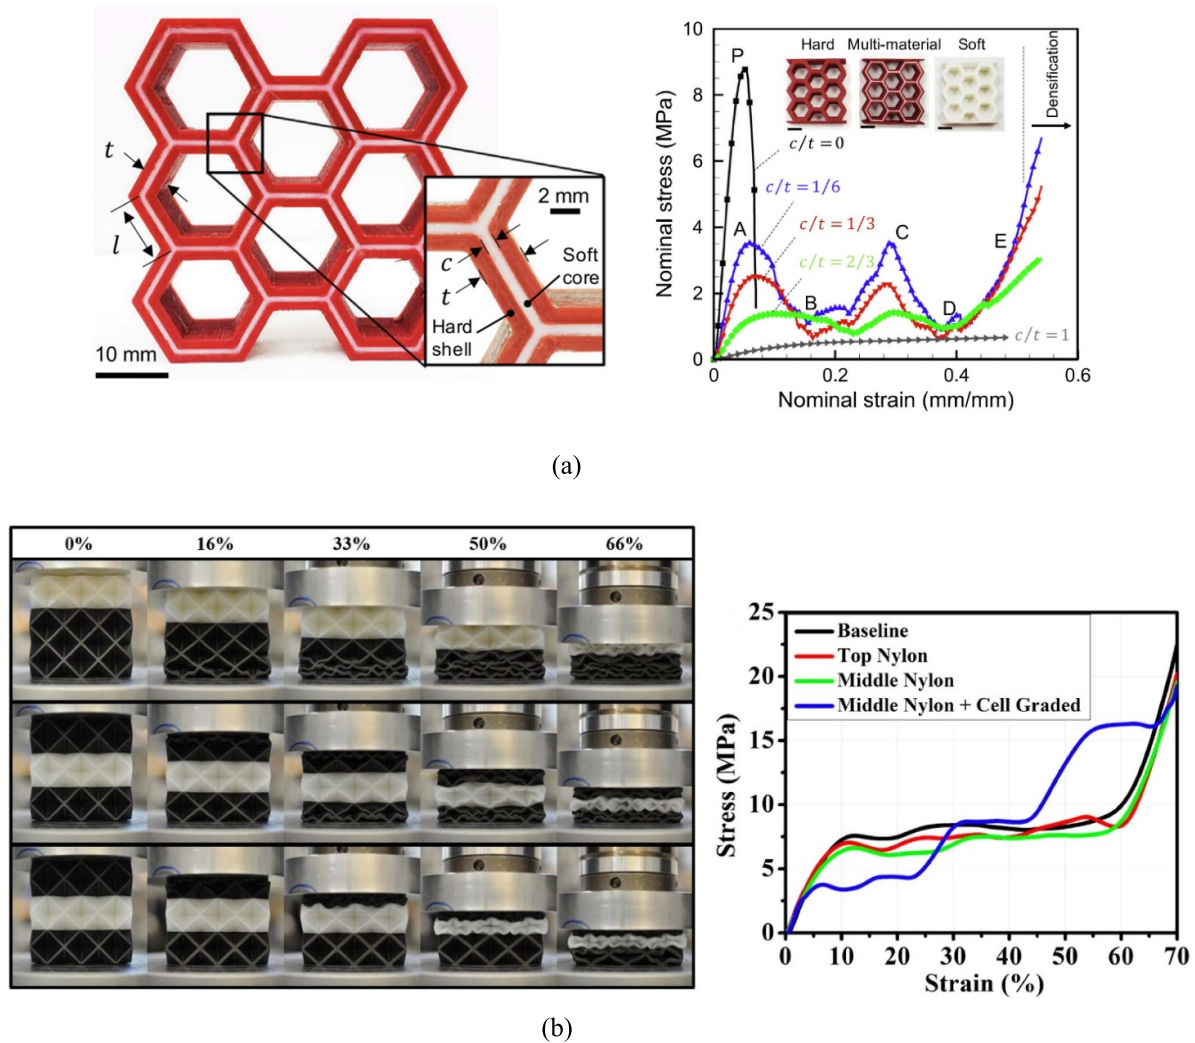 t
l
10 mm
2 mm
c
Soft
core
t
Hard
shell
Nominal stress (MPa)
10
8
6
4
2
0
P
Hard Multi-material Soft
Densification
c/t = 0
c/t = 1/6
A
c/t = 1/3
C
E
c/t = 2/3
B
D
c/t = 1
0 0.2 0.4 0.6
Nominal strain (mm/mm)
(a)
0% 16% 33% 50% 66%
Stress (MPa)
25
20
15
10
5
0
Baseline
Top Nylon
Middle Nylon
Middle Nylon + Cell Graded
0 10 20 30 40 50 60 70
Strain (%)
(b)